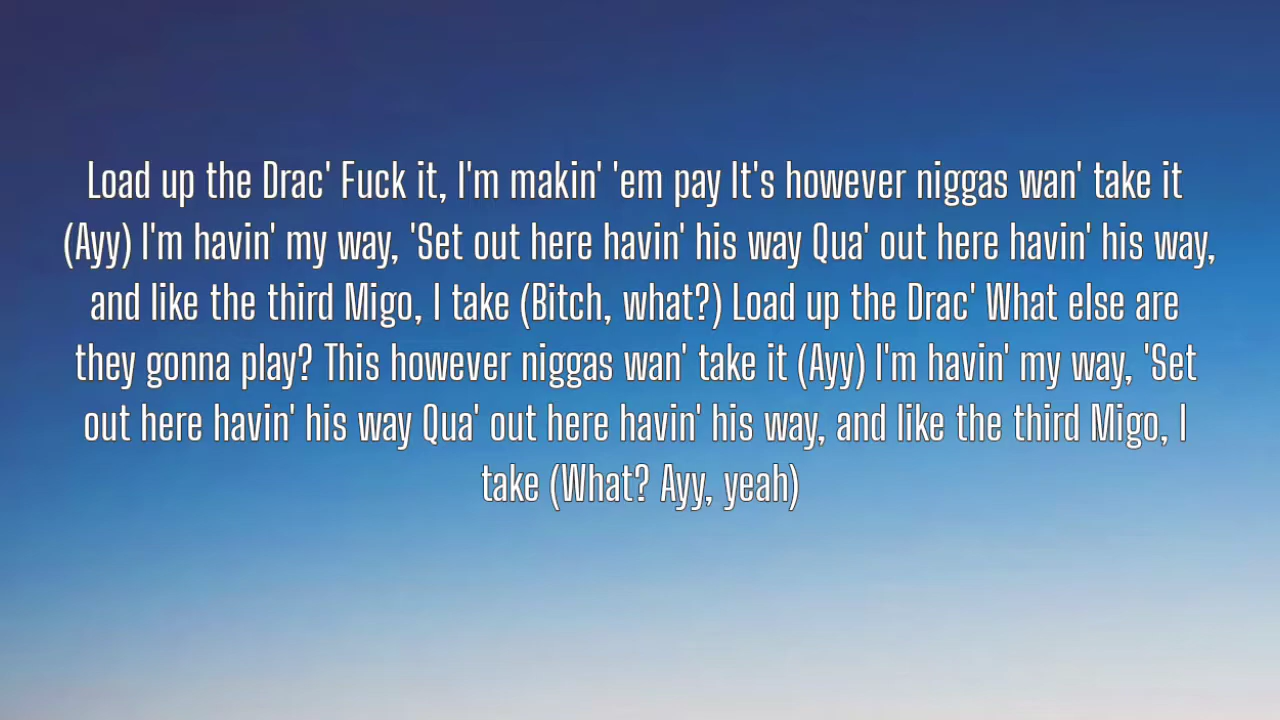 Load up the Drac' Fuck it, I'm makin' 'em pay It's however niggas wan' take it
(Ayy) I'm havin' my way, 'Set out here havin' his way Qua' out here havin' his way,
and like the third Migo, I take (Bitch, what?) Load up the Drac' What else are
they gonna play? This however niggas wan' take it (Ayy) I'm havin' my way, 'Set
out here havin' his way Qua' out here havin' his way, and like the third Migo, I
take (What? Ayy, yeah)